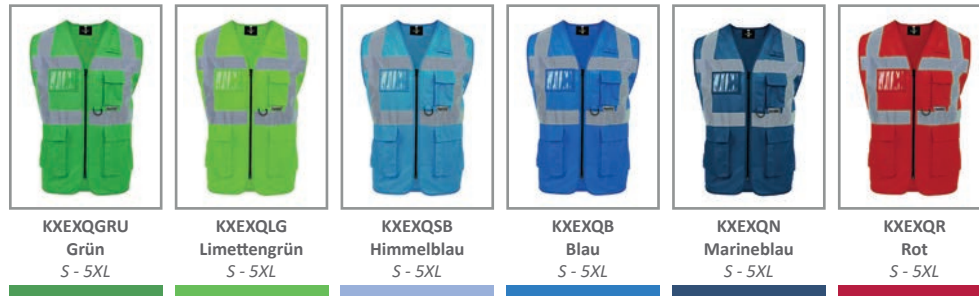 KXEXQGRU
Grün
S - 5XL
KXEXQLG
Limettengrün
S - 5XL
KXEXQSB
Himmelblau
S - 5XL
KXEXQB
Blau
S - 5XL
KXEXQN
Marineblau
S - 5XL
KXEXQR
Rot
S - 5XL